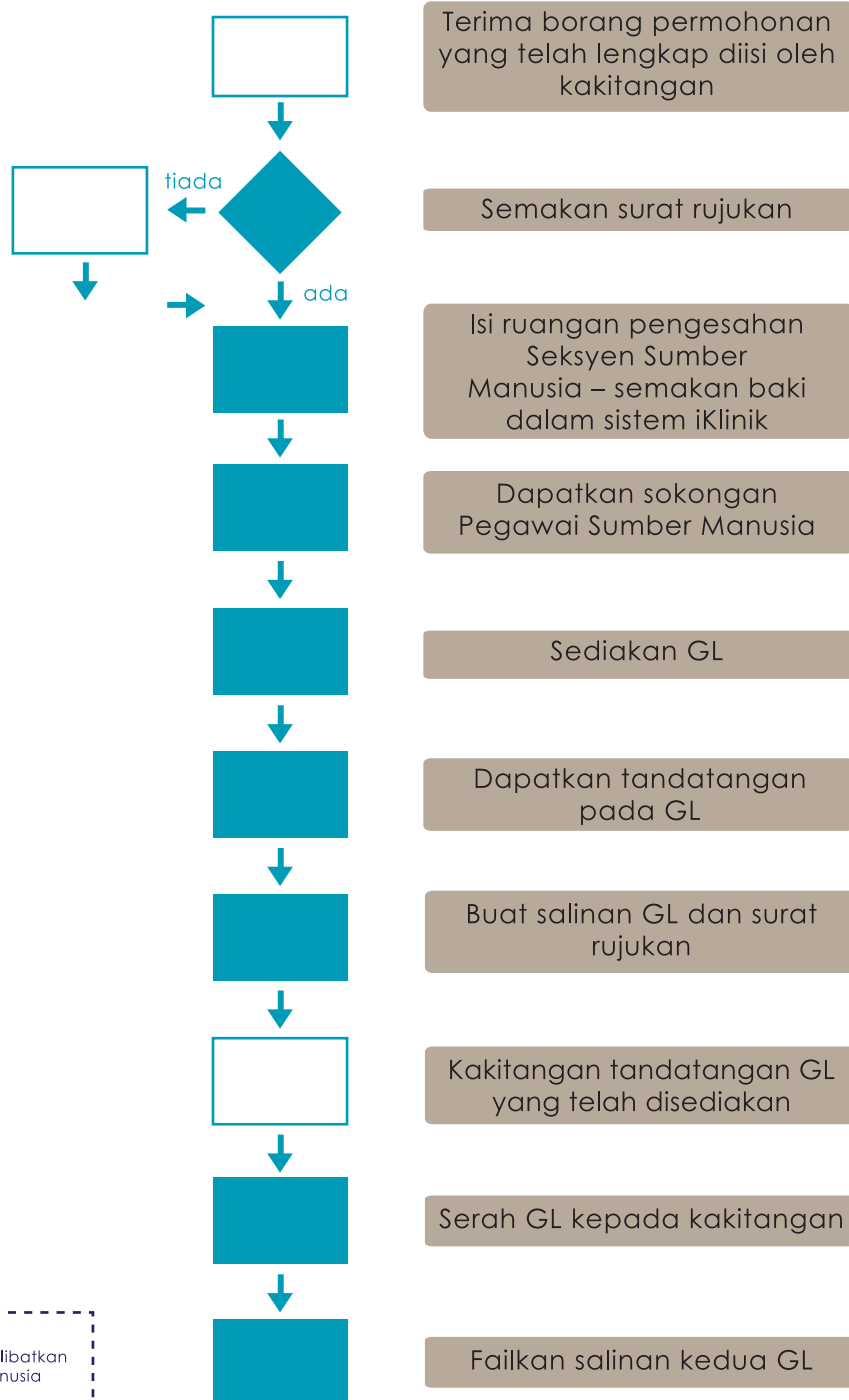 Terima borang permohonan
yang telah lengkap diisi oleh
kakitangan
tiada
Semakan surat rujukan
ada
Isi ruangan pengesahan
Seksyen Sumber
Manusia – semakan baki
dalam sistem iKlinik
Dapatkan sokongan
Pegawai Sumber Manusia
Sediakan GL
Dapatkan tandatangan
pada GL
Buat salinan GL dan surat
rujukan
Kakitangan tandatangan GL
yang telah disediakan
Serah GL kepada kakitangan
Failkan salinan kedua GL